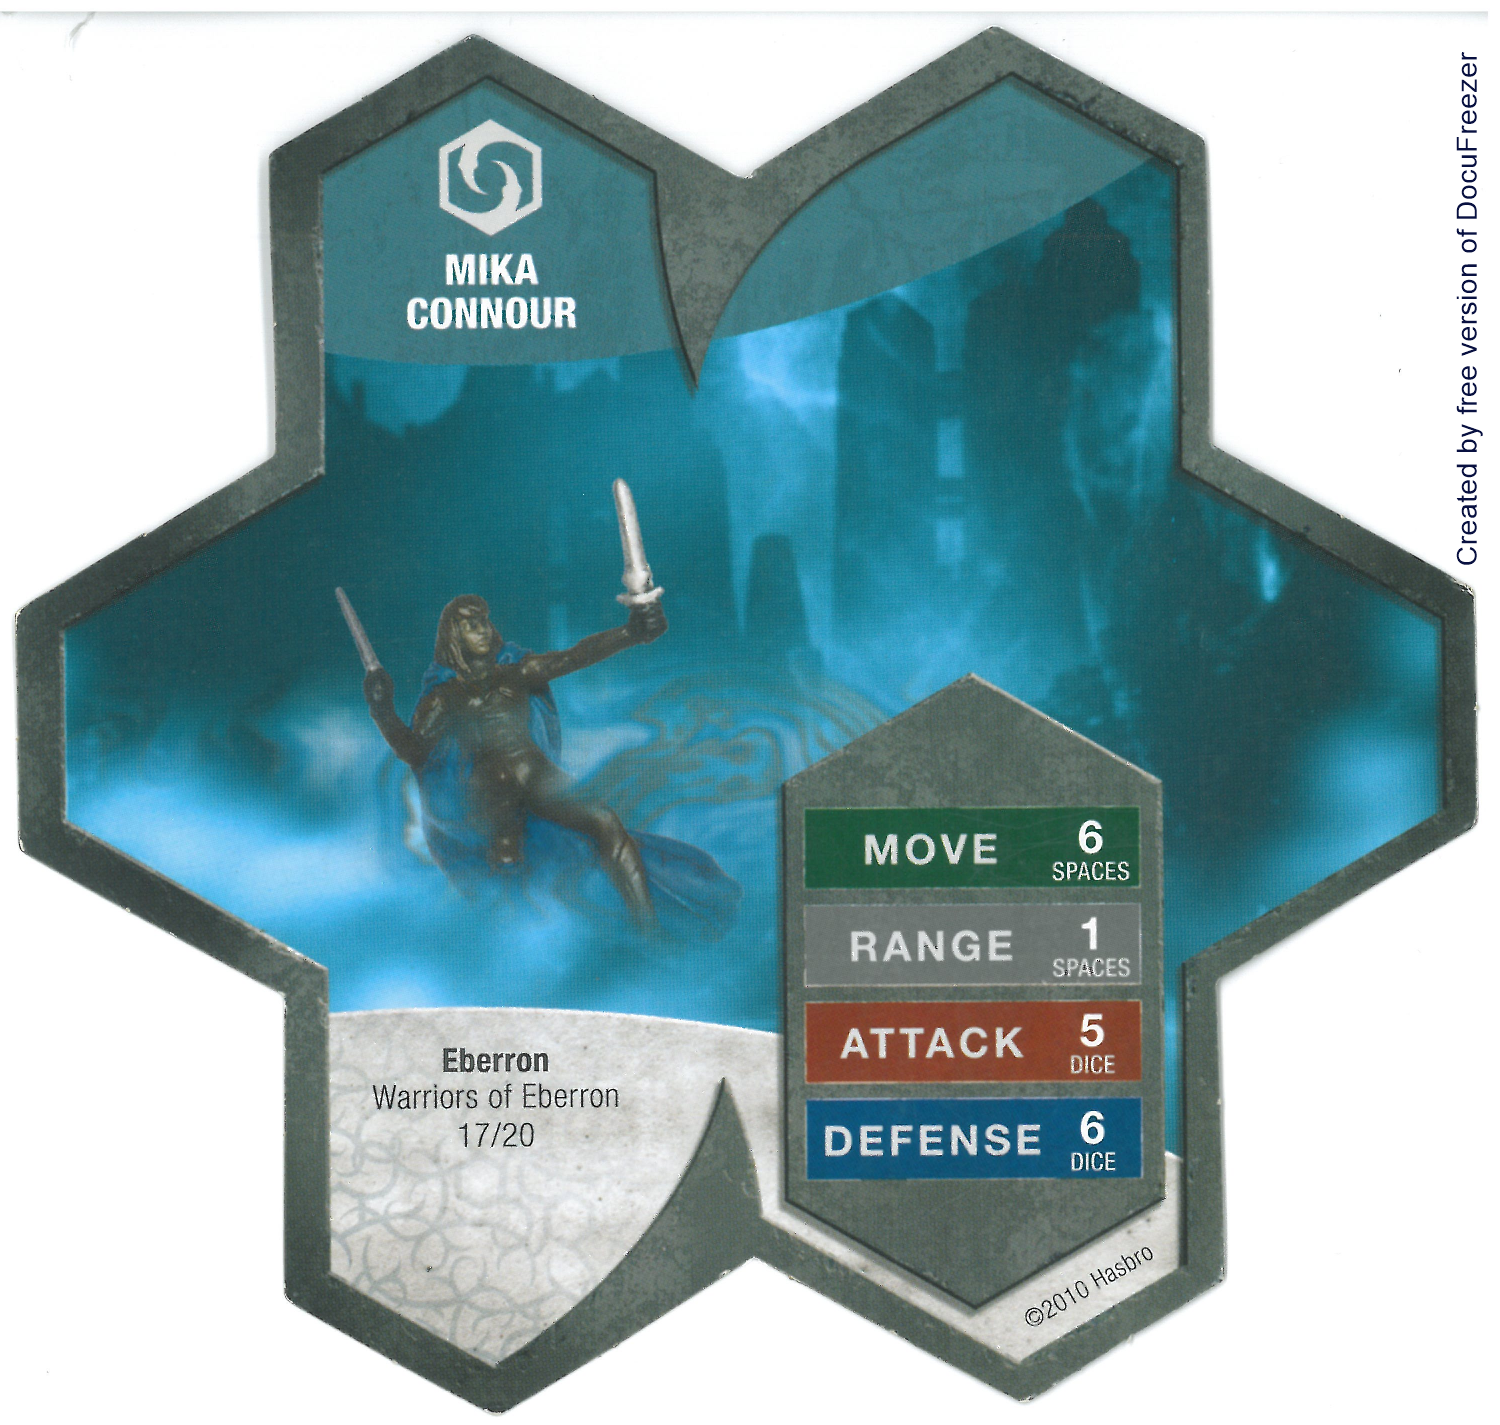 MIKA
CONNOUR
MOVE 6 SPACES
RANGE 1 SPACES
ATTACK 5 DICE
DEFENSE 6 DICE
Eberron
Warriors of Eberron
17/20
©2010 Hasbro
Created by free version of DocuFreezer